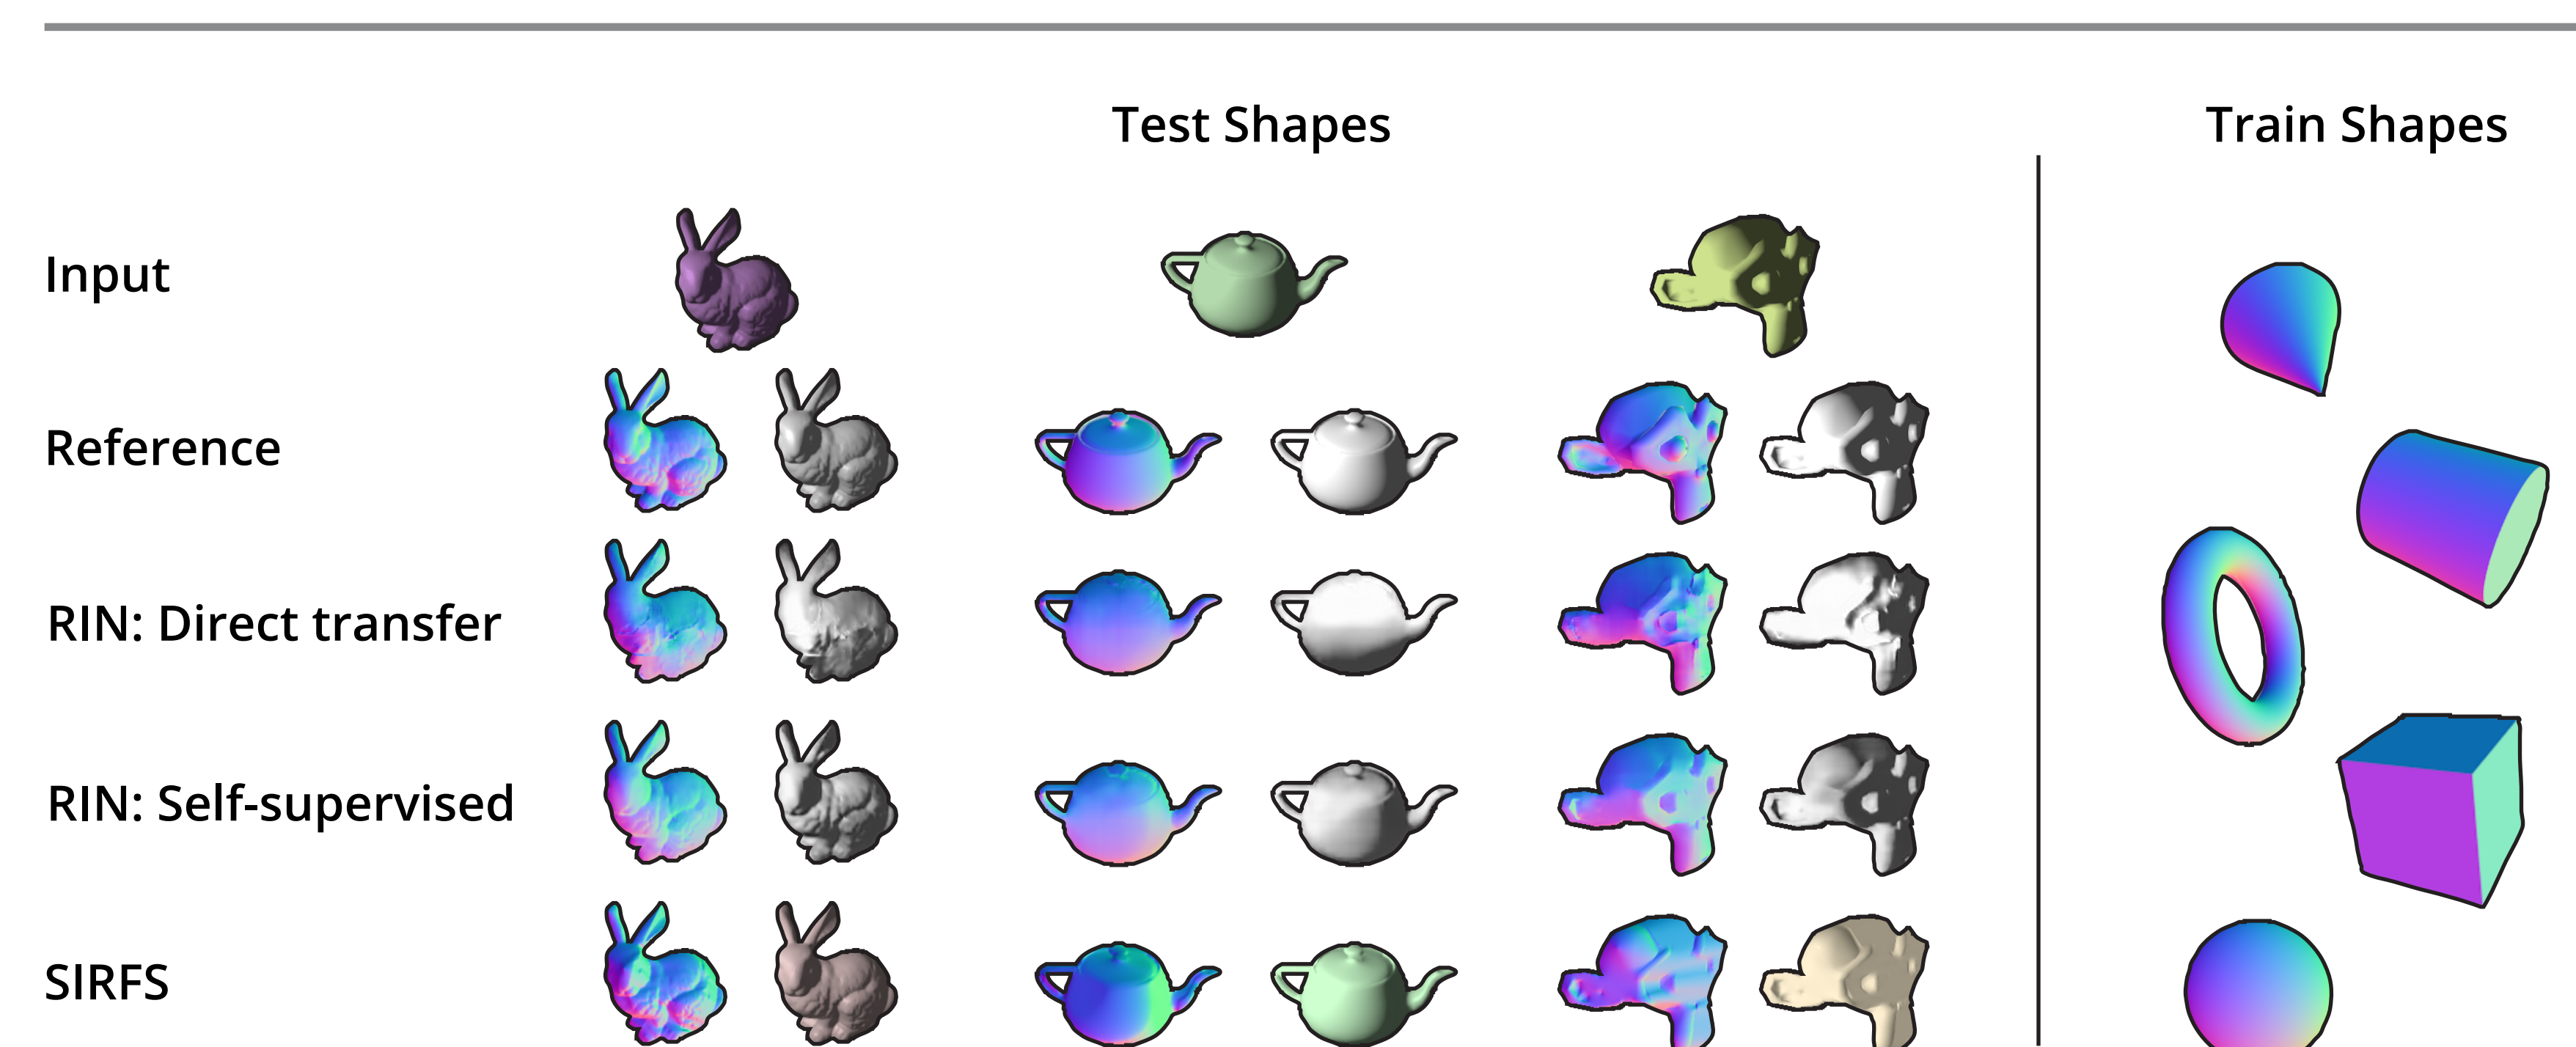 Test Shapes
Train Shapes
Input
Reference
RIN: Direct transfer
RIN: Self-supervised
SIRFS